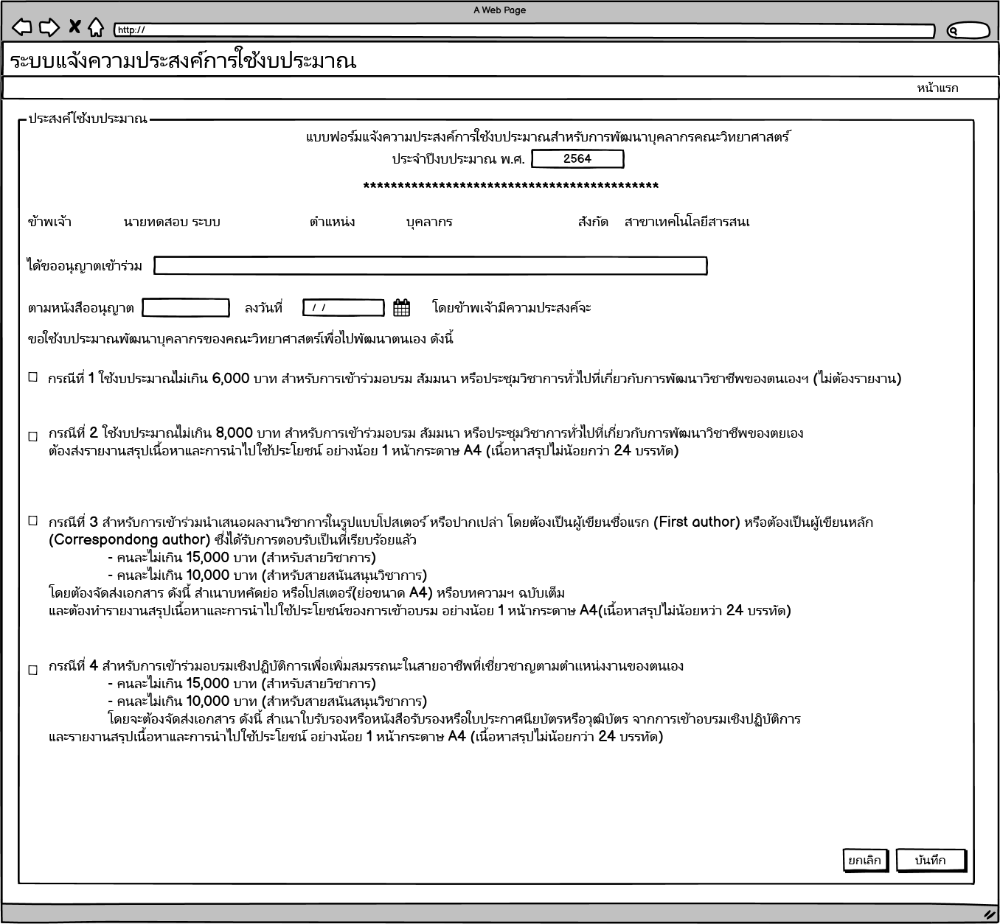 A Web Page
http://
ระบบแจ้งความประสงค์การใช้งบประมาณ
หน้าแรก
ประสงค์ใช้งบประมาณ
แบบฟอร์มแจ้งความประสงค์การใช้งบประมาณสำหรับการพัฒนาบุคลากรคณะวิทยาศาสตร์
ประจำปีงบประมาณ พ.ศ. 2564
*******************************************
ข้าพเจ้า นายทดสอบ ระบบ ตำแหน่ง บุคลากร สังกัด สาขาเทคโนโลยีสารสนเ
ได้ขออนุญาตเข้าร่วม
ตามหนังสืออนุญาต ลงวันที่ / / โดยข้าพเจ้ามีความประสงค์จะ
ขอใช้งบประมาณพัฒนาบุคลากรของคณะวิทยาศาสตร์เพื่อไปพัฒนาตนเอง ดังนี้
กรณีที่ 1 ใช้งบประมาณไม่เกิน 6,000 บาท สำหรับการเข้าร่วมอบรม สัมมนา หรือประชุมวิชาการทั่วไปที่เกี่ยวกับการพัฒนาวิชาชีพของตนเองฯ (ไม่ต้องรายงาน)
กรณีที่ 2 ใช้งบประมาณไม่เกิน 8,000 บาท สำหรับการเข้าร่วมอบรม สัมมนา หรือประชุมวิชาการทั่วไปที่เกี่ยวกับการพัฒนาวิชาชีพของตยเอง
ต้องส่งรายงานสรุปเนื้อหาและการนำไปใช้ประโยชน์ อย่างน้อย 1 หน้ากระดาษ A4 (เนื้อหาสรุปไม่น้อยกว่า 24 บรรทัด)
กรณีที่ 3 สำหรับการเข้าร่วมนำเสนอผลงานวิชาการในรูปแบบโปสเตอร์ หรือปากเปล่า โดยต้องเป็นผู้เขียนชื่อแรก (First author) หรือต้องเป็นผู้เขียนหลัก
(Correspondong author) ซึ่งได้รับการตอบรับเป็นที่เรียบร้อยแล้ว
- คนละไม่เกิน 15,000 บาท (สำหรับสายวิชาการ)
- คนละไม่เกิน 10,000 บาท (สำหรับสายสนันสนุนวิชาการ)
โดยต้องจัดส่งเอกสาร ดังนี้ สำเนาบทคัดย่อ หรือโปสเตอร์(ย่อขนาด A4) หรือบทความฯ ฉบับเต็ม
และต้องทำรายงานสรุปเนื้อหาและการนำไปใช้ประโยชน์ของการเข้าอบรม อย่างน้อย 1 หน้ากระดาษ A4(เนื้อหาสรุปไม่น้อยหว่า 24 บรรทัด)
กรณีที่ 4 สำหรับการเข้าร่วมอบรมเชิงปฏิบัติการเพื่อเพิ่มสมรรถนะในสายอาชีพที่เชี่ยวชาญตามตำแหน่งงานของตนเอง
- คนละไม่เกิน 15,000 บาท (สำหรับสายวิชาการ)
- คนละไม่เกิน 10,000 บาท (สำหรับสายสนันสนุนวิชาการ)
โดยจะต้องจัดส่งเอกสาร ดังนี้ สำเนาใบรับรองหรือหนังสือรับรองหรือใบประกาศนียบัตรหรือวุฒิบัตร จากการเข้าอบรมเชิงปฏิบัติการ
และรายงานสรุปเนื้อหาและการนำไปใช้ประโยชน์ อย่างน้อย 1 หน้ากระดาษ A4 (เนื้อหาสรุปไม่น้อยกว่า 24 บรรทัด)
ยกเลิก บันทึก